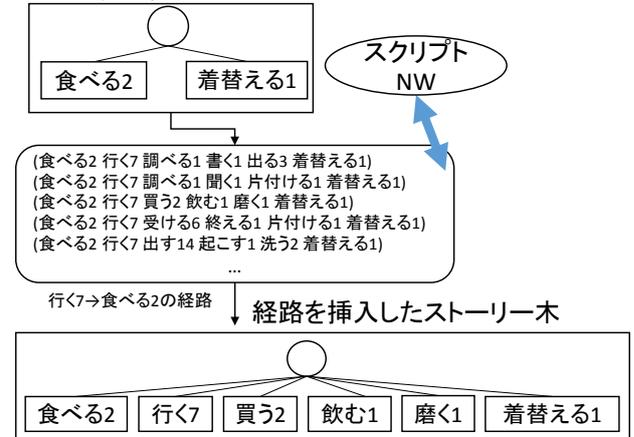 スクリプト
NW
食べる2
着替える1
(食べる2 行く7 調べる1 書く1 出る3 着替える1)
(食べる2 行く7 調べる1 聞く1 片付ける1 着替える1)
(食べる2 行く7 買う2 飲む1 磨く1 着替える1)
(食べる2 行く7 受ける6 終える1 片付ける1 着替える1)
(食べる2 行く7 出す14 起こす1 洗う2 着替える1)
...
行く7→食べる2の経路
経路を挿入したストーリー木
食べる2
行く7
買う2
飲む1
磨く1
着替える1